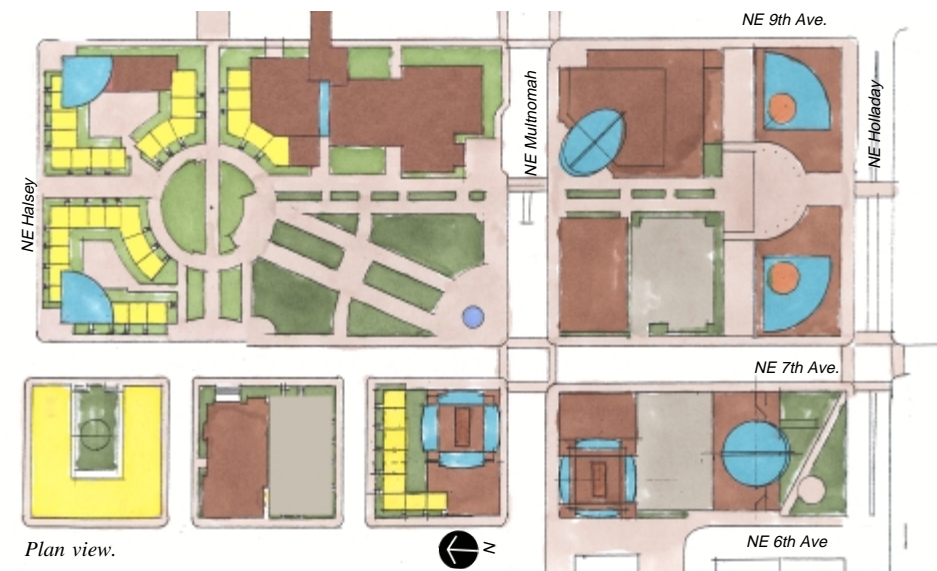 NE 9th Ave.
NE Multnomah
NE Holladay
NE Halsey
NE 7th Ave.
NE 6th Ave
Plan view.
N